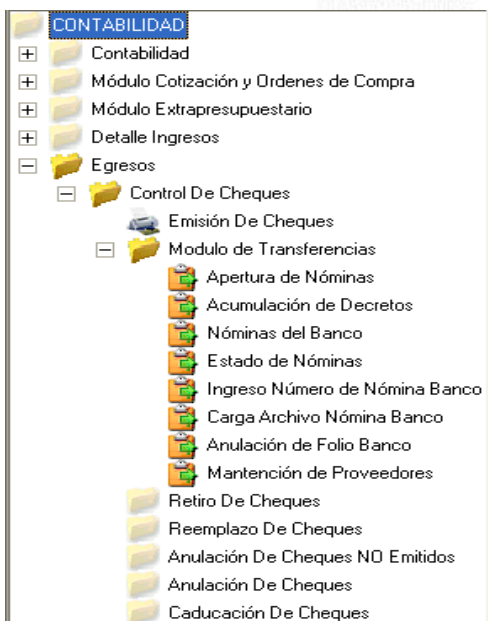 CONTABILIDAD
Contabilidad
Módulo Cotización y Ordenes de Compra
Módulo Extrapresupuestario
Detalle Ingresos
Egresos
Control De Cheques
Emisión De Cheques
Modulo de Transferencias
Apertura de Nóminas
Acumulación de Decretos
Nóminas del Banco
Estado de Nóminas
Ingreso Número de Nómina Banco
Carga Archivo Nómina Banco
Anulación de Folio Banco
Mantención de Proveedores
Retiro De Cheques
Reemplazo De Cheques
Anulación De Cheques NO Emitidos
Anulación De Cheques
Caducación De Cheques